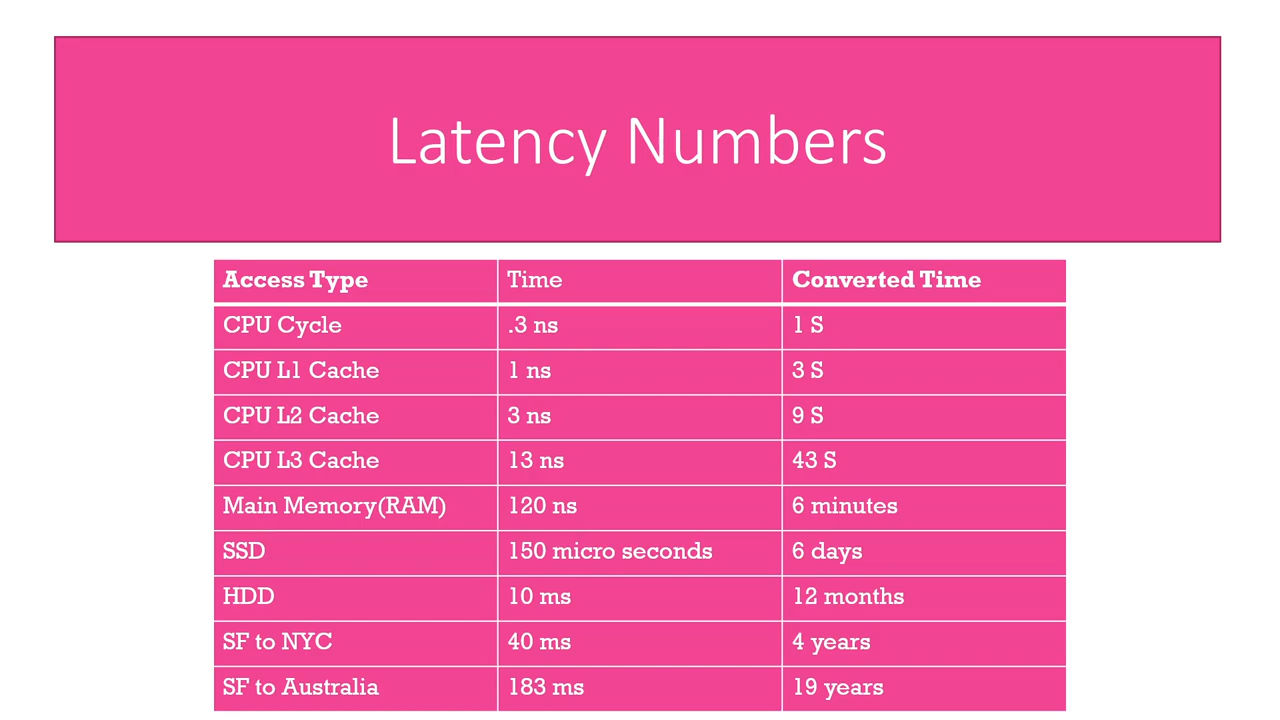 Latency Numbers
Access Type Time Converted Time
CPU Cycle .3 ns 1 S
CPU L1 Cache 1 ns 3 S
CPU L2 Cache 3 ns 9 S
CPU L3 Cache 13 ns 43 S
Main Memory(RAM) 120 ns 6 minutes
SSD 150 micro seconds 6 days
HDD 10 ms 12 months
SF to NYC 40 ms 4 years
SF to Australia 183 ms 19 years